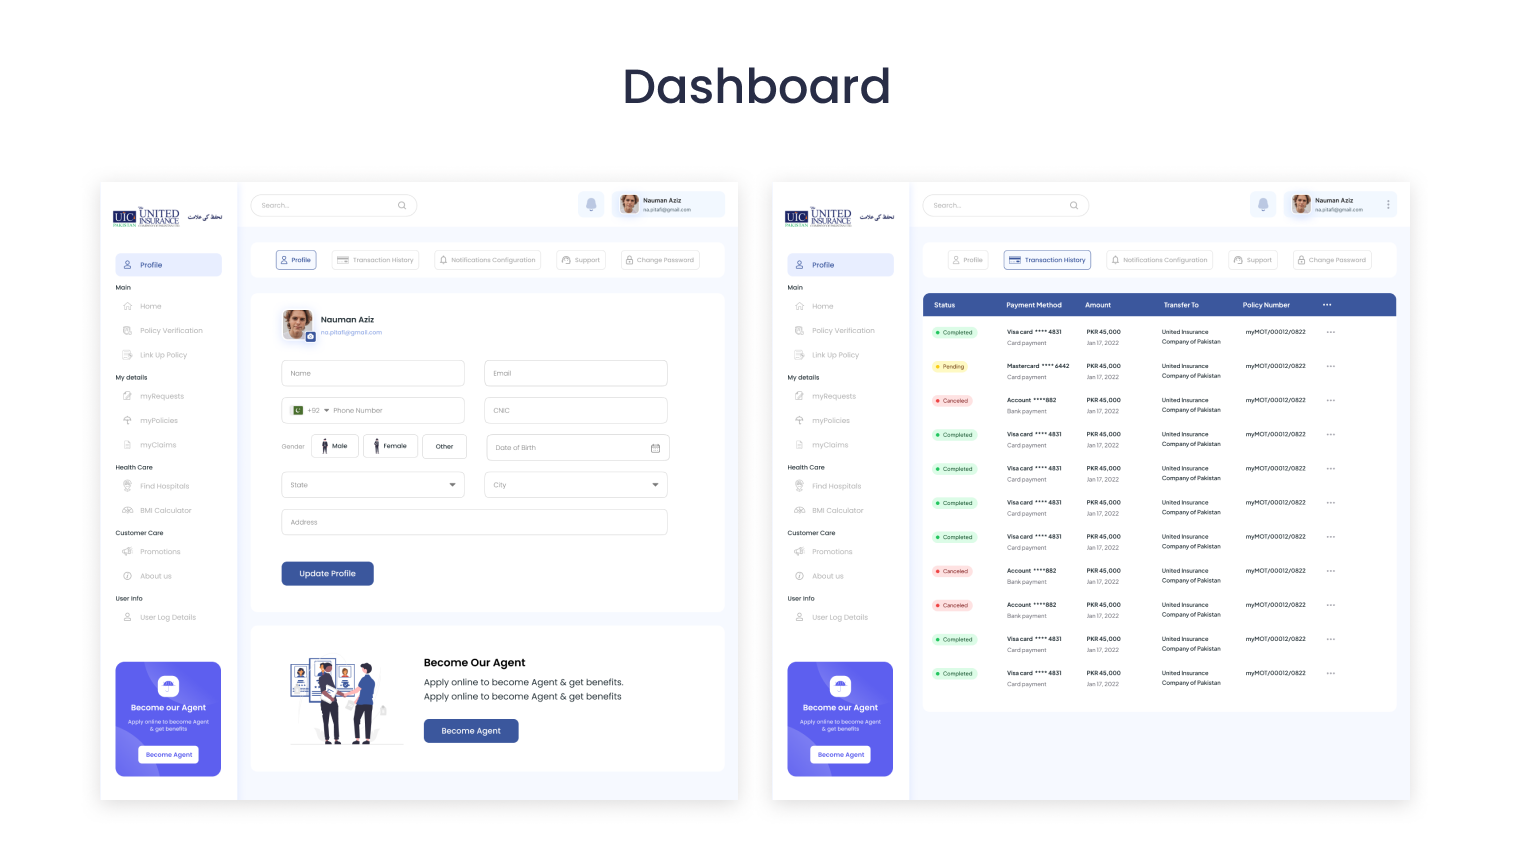 Dashboard
UIC
The
UNITED
INSURANCE
PAKISTAN
تحفظ کی علامت
Profile
Main
Home
Policy Verification
Link Up Policy
My details
myRequests
myPolicies
myClaims
Health Care
Find Hospitals
BMI Calculator
Customer Care
Promotions
About us
User info
User Log Details
Become our Agent
Apply online to become Agent
& get benefits
Become Agent
Search...
Nauman Aziz
na.pitafi@gmail.com
Profile
Transaction History
Notifications Configuration
Support
Change Password
Nauman Aziz
na.pitafi@gmail.com
Name
Email
+92
Phone Number
CNIC
Gender
Male
Female
Other
Date of Birth
State
City
Address
Update Profile
Become Our Agent
Apply online to become Agent & get benefits.
Apply online to become Agent & get benefits
Become Agent
UIC
The
UNITED
INSURANCE
PAKISTAN
تحفظ کی علامت
Profile
Main
Home
Policy Verification
Link Up Policy
My details
myRequests
myPolicies
myClaims
Health Care
Find Hospitals
BMI Calculator
Customer Care
Promotions
About us
User info
User Log Details
Become our Agent
Apply online to become Agent
& get benefits
Become Agent
Search...
Nauman Aziz
na.pitafi@gmail.com
Profile
Transaction History
Notifications Configuration
Support
Change Password
Status Payment Method Amount Transfer To Policy Number •••
Completed Visa card **** 4831 PKR 45,000 United Insurance myMOT/00012/0822 •••
Card payment Jan 17, 2022 Company of Pakistan
Pending Mastercard **** 6442 PKR 45,000 United Insurance myMOT/00012/0822 •••
Card payment Jan 17, 2022 Company of Pakistan
Canceled Account ****882 PKR 45,000 United Insurance myMOT/00012/0822 •••
Bank payment Jan 17, 2022 Company of Pakistan
Completed Visa card **** 4831 PKR 45,000 United Insurance myMOT/00012/0822 •••
Card payment Jan 17, 2022 Company of Pakistan
Completed Visa card **** 4831 PKR 45,000 United Insurance myMOT/00012/0822 •••
Card payment Jan 17, 2022 Company of Pakistan
Completed Visa card **** 4831 PKR 45,000 United Insurance myMOT/00012/0822 •••
Card payment Jan 17, 2022 Company of Pakistan
Completed Visa card **** 4831 PKR 45,000 United Insurance myMOT/00012/0822 •••
Card payment Jan 17, 2022 Company of Pakistan
Canceled Account ****882 PKR 45,000 United Insurance myMOT/00012/0822 •••
Bank payment Jan 17, 2022 Company of Pakistan
Canceled Account ****882 PKR 45,000 United Insurance myMOT/00012/0822 •••
Bank payment Jan 17, 2022 Company of Pakistan
Completed Visa card **** 4831 PKR 45,000 United Insurance myMOT/00012/0822 •••
Card payment Jan 17, 2022 Company of Pakistan
Completed Visa card **** 4831 PKR 45,000 United Insurance myMOT/00012/0822 •••
Card payment Jan 17, 2022 Company of Pakistan